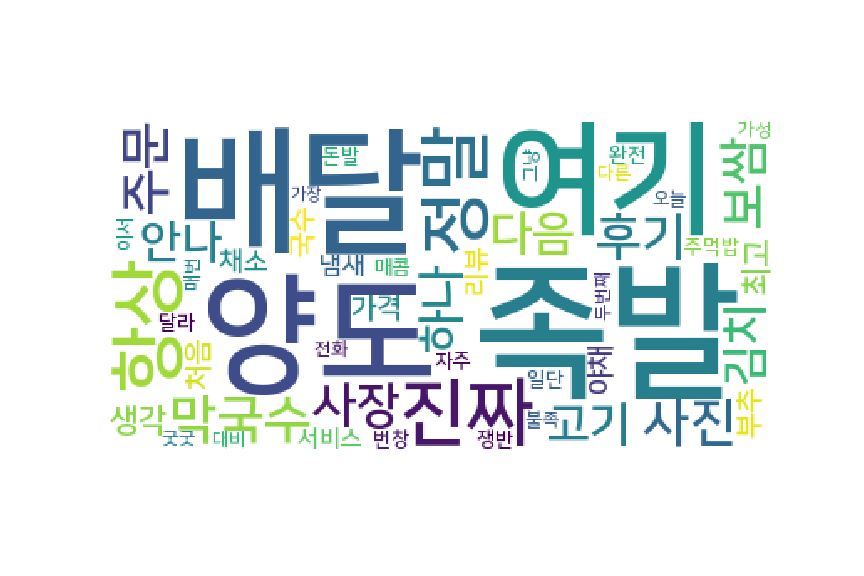 주문
배달
정말
여기
보쌈
가성
돈발
그냥
완전
다른
가장
오늘
이서
안나
국수
다음
후기
주먹밥
매번
채소
냄새
매콤
리뷰
최고
항상
양도
하나
족발
두번째
가격
김치
달라
처음
전화
자주
야채
일단
생각
막국수
사장
진짜
고기
사진
부추
굿굿
대비
서비스
번창
쟁반
불족